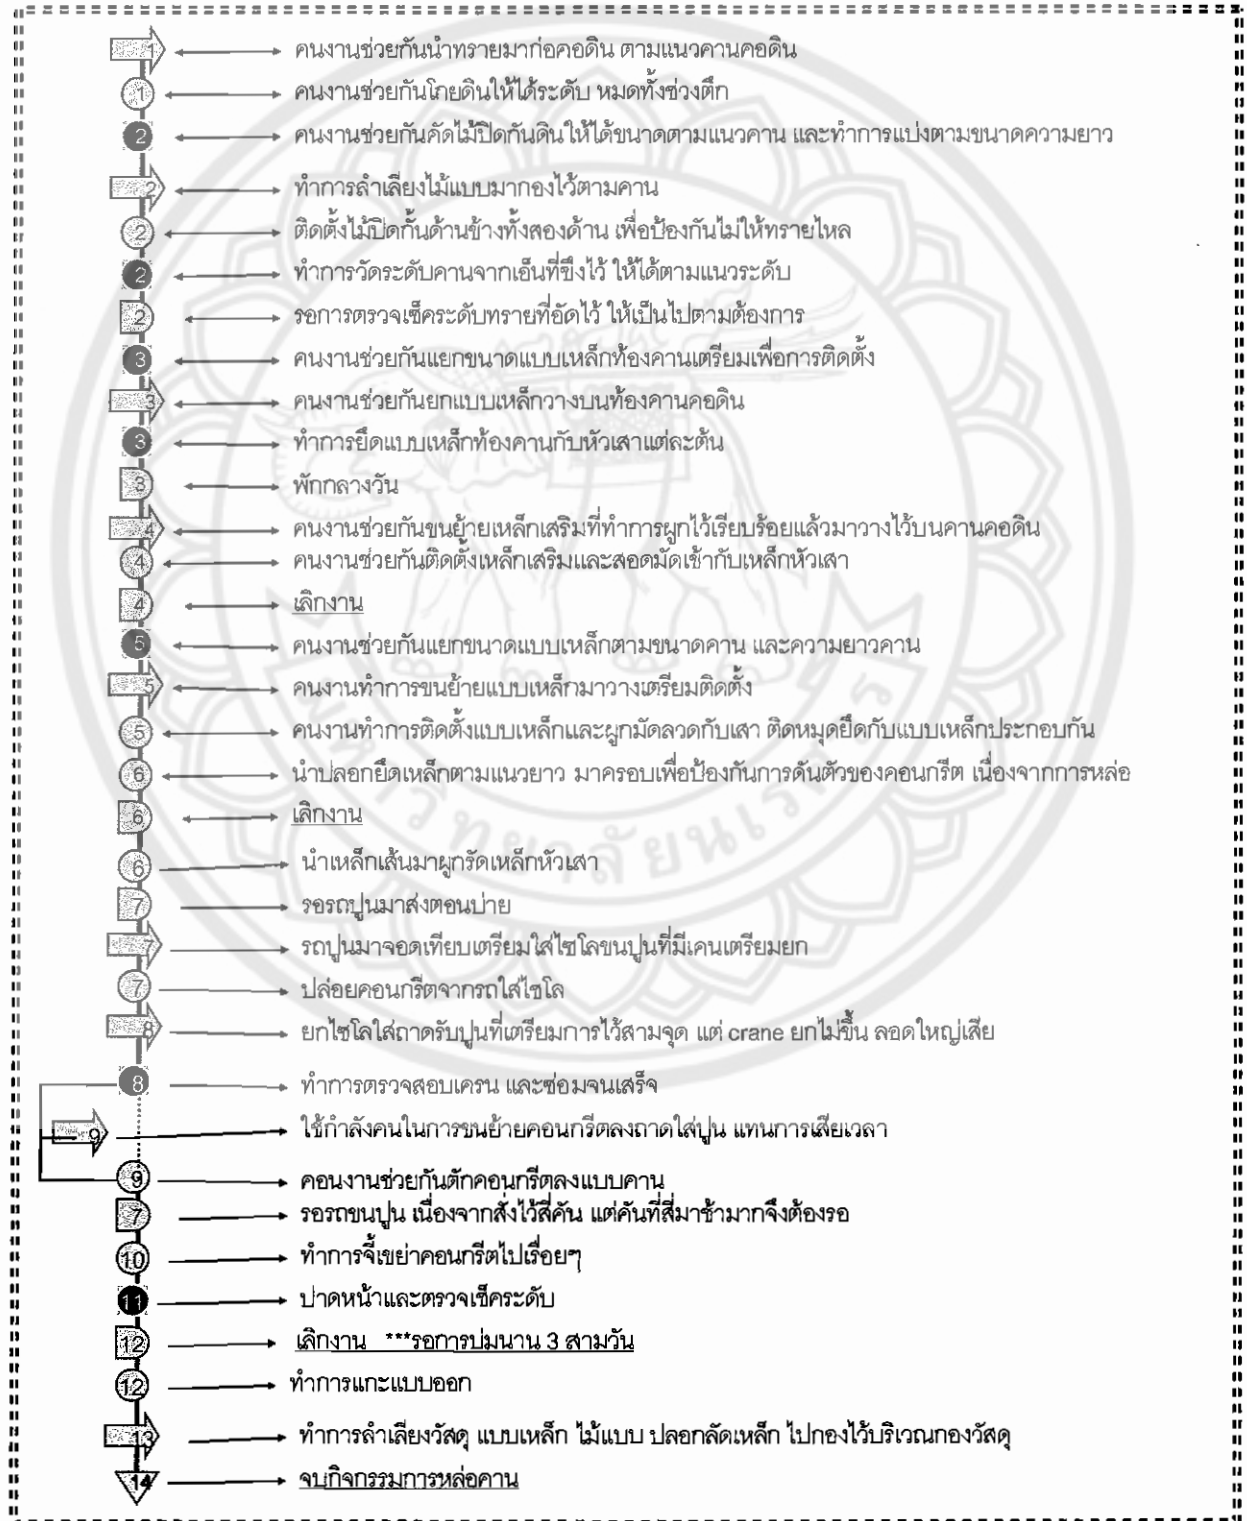 1 คนงานช่วยกันนำทรายมาก่อคอดิน ตามแนวคานคอดิน
1 คนงานช่วยกันโกยดินให้ได้ระดับ หมดทั้งช่วงตึก
2 คนงานช่วยกันคัดไม้ปิดกันดินให้ได้ขนาดตามแนวคาน และทำการแบ่งตามขนาดความยาว
2 ทำการลำเลียงไม้แบบมากองไว้ตามคาน
2 ติดตั้งไม้ปิดกั้นด้านข้างทั้งสองด้าน เพื่อป้องกันไม่ให้ทรายไหล
2 ทำการวัดระดับคานจากเอ็นที่ขึงไว้ ให้ได้ตามแนวระดับ
2 รอการตรวจเช็คระดับทรายที่อัดไว้ ให้เป็นไปตามต้องการ
3 คนงานช่วยกันแยกขนาดแบบเหล็กท้องคานเตรียมเพื่อการติดตั้ง
3 คนงานช่วยกันยกแบบเหล็กวางบนท้องคานคอดิน
3 ทำการยึดแบบเหล็กท้องคานกับหัวเสาแต่ละต้น
3 พักกลางวัน
4 คนงานช่วยกันขนย้ายเหล็กเสริมที่ทำการผูกไว้เรียบร้อยแล้วมาวางไว้บนคานคอดิน
4 คนงานช่วยกันติดตั้งเหล็กเสริมและสอดมัดเข้ากับเหล็กหัวเสา
4 เลิกงาน
5 คนงานช่วยกันแยกขนาดแบบเหล็กตามขนาดคาน และความยาวคาน
5 คนงานทำการขนย้ายแบบเหล็กมาวางเตรียมติดตั้ง
5 คนงานทำการติดตั้งแบบเหล็กและผูกมัดลวดกับเสา ติดหมุดยึดกับแบบเหล็กประกอบกัน
6 นำปลอกยึดเหล็กตามแนวยาว มาครอบเพื่อป้องกันการดันตัวของคอนกรีต เนื่องจากการหล่อ
6 เลิกงาน
6 นำเหล็กเส้นมาผูกรัดเหล็กหัวเสา
7 รอรถปูนมาส่งตอนบ่าย
7 รถปูนมาจอดเทียบเตรียมใส่ไซโลขนปูนที่มีเคนเตรียมยก
7 ปล่อยคอนกรีตจากรถใส่ไซโล
8 ยกไซโลใส่ถาดรับปูนที่เตรียมการไว้สามจุด แต่ crane ยกไม่ขึ้น ลอดใหญ่เสีย
8 ทำการตรวจสอบเครน และซ่อมจนเสร็จ
9 ใช้กำลังคนในการขนย้ายคอนกรีตลงถาดใส่ปูน แทนการเสียเวลา
9 คอนงานช่วยกันตักคอนกรีตลงแบบคาน
7 รอรถขนปูน เนื่องจากสั่งไว้สี่คัน แต่คันที่สี่มาช้ามากจึงต้องรอ
10 ทำการจี้เขย่าคอนกรีตไปเรื่อยๆ
11 ปาดหน้าและตรวจเช็คระดับ
12 เลิกงาน ***รอการบ่มนาน 3 สามวัน
12 ทำการแกะแบบออก
13 ทำการลำเลียงวัสดุ แบบเหล็ก ไม้แบบ ปลอกลัดเหล็ก ไปกองไว้บริเวณกองวัสดุ
14 จบกิจกรรมการหล่อคาน
มหาวิทยาลัยนเรศวร